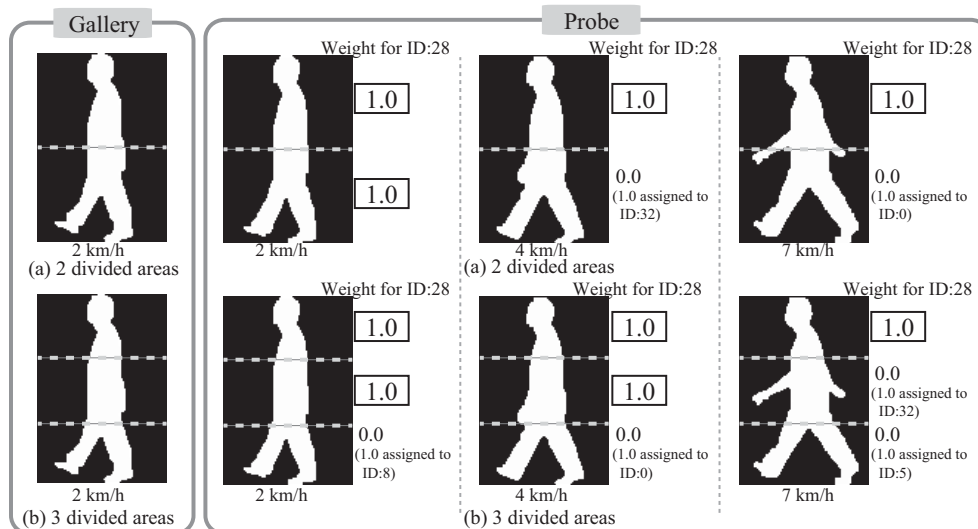 Gallery
Probe
Weight for ID:28
Weight for ID:28
Weight for ID:28
1.0
1.0
1.0
1.0
0.0
(1.0 assigned to
ID:32)
0.0
(1.0 assigned to
ID:0)
2 km/h
2 km/h
4 km/h
7 km/h
(a) 2 divided areas
(a) 2 divided areas
Weight for ID:28
Weight for ID:28
Weight for ID:28
1.0
1.0
1.0
1.0
1.0
0.0
(1.0 assigned to
ID:32)
0.0
(1.0 assigned to
ID:8)
0.0
(1.0 assigned to
ID:0)
0.0
(1.0 assigned to
ID:5)
2 km/h
2 km/h
4 km/h
7 km/h
(b) 3 divided areas
(b) 3 divided areas